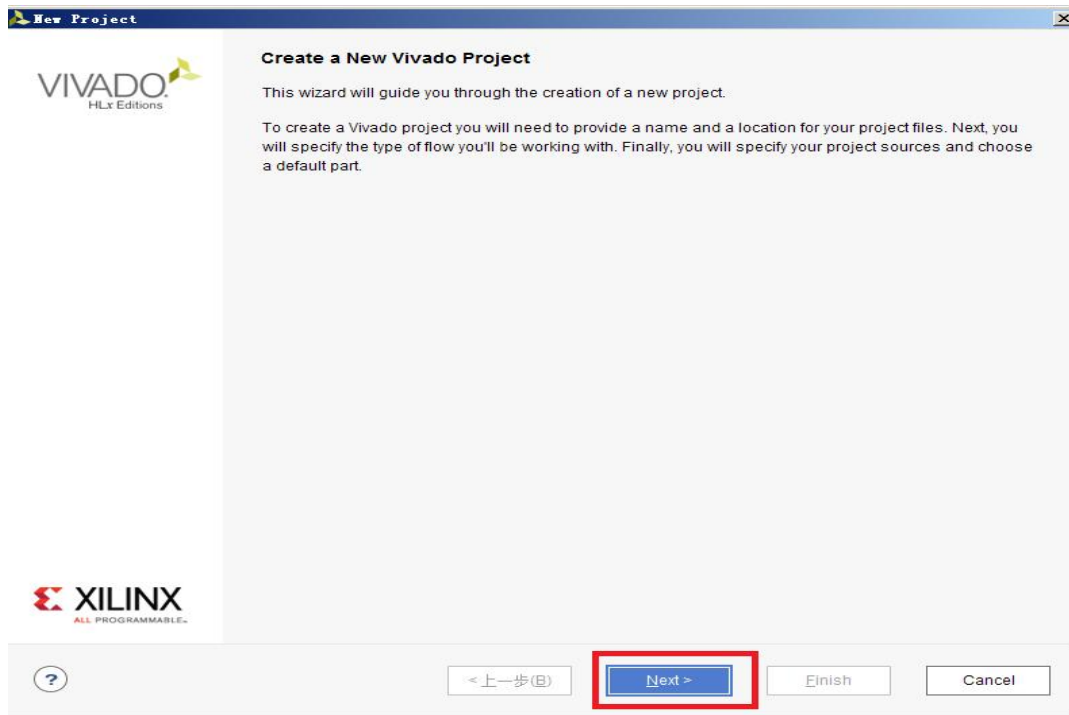 New Project
Create a New Vivado Project
VIVADO.
HLx Editions
This wizard will guide you through the creation of a new project.
To create a Vivado project you will need to provide a name and a location for your project files. Next, you
will specify the type of flow you'll be working with. Finally, you will specify your project sources and choose
a default part.
XILINX
ALL PROGRAMMABLE™
? <上一步(B) Next > Finish Cancel